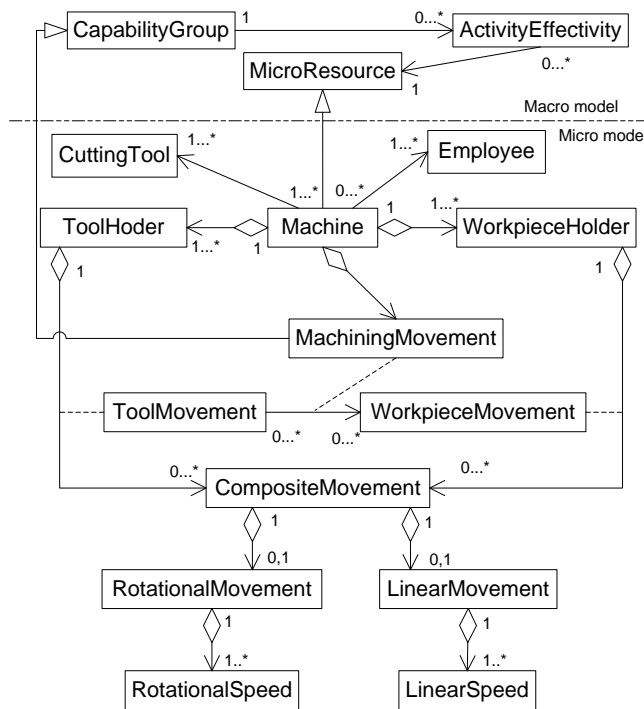 CapabilityGroup
1
0...*
ActivityEffectivity
MicroResource
1
0...*
Macro model
Micro mode
CuttingTool
1...*
1...*
Employee
1...*
0...*
ToolHoder
1...*
1
Machine
1
1...*
WorkpieceHolder
1
1
MachiningMovement
ToolMovement
0...*
0...*
WorkpieceMovement
0...*
CompositeMovement
0...*
1
1
0,1
0,1
RotationalMovement
LinearMovement
1
1
1..*
1..*
RotationalSpeed
LinearSpeed